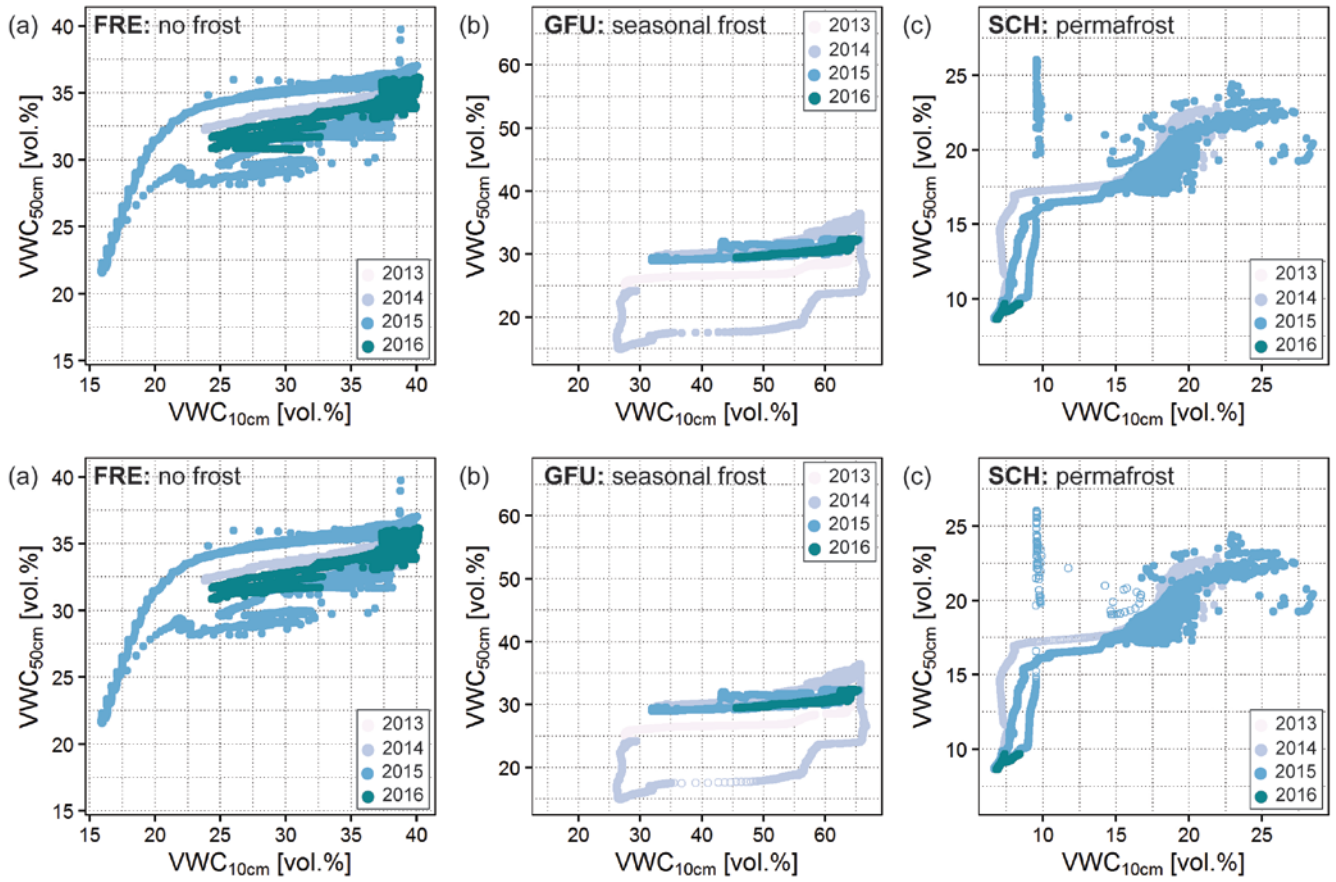 (a) FRE: no frost
40
35
30
25
20
15
VWC50cm [vol.%]
2013
2014
2015
2016
15 20 25 30 35 40
VWC10cm [vol.%]
(b) GFU: seasonal frost
60
50
40
30
20
VWC50cm [vol.%]
2013
2014
2015
2016
20 30 40 50 60
VWC10cm [vol.%]
(c) SCH: permafrost
25
20
15
10
VWC50cm [vol.%]
2013
2014
2015
2016
10 15 20 25
VWC10cm [vol.%]
(a) FRE: no frost
40
35
30
25
20
15
VWC50cm [vol.%]
2013
2014
2015
2016
15 20 25 30 35 40
VWC10cm [vol.%]
(b) GFU: seasonal frost
60
50
40
30
20
VWC50cm [vol.%]
2013
2014
2015
2016
20 30 40 50 60
VWC10cm [vol.%]
(c) SCH: permafrost
25
20
15
10
VWC50cm [vol.%]
2013
2014
2015
2016
10 15 20 25
VWC10cm [vol.%]